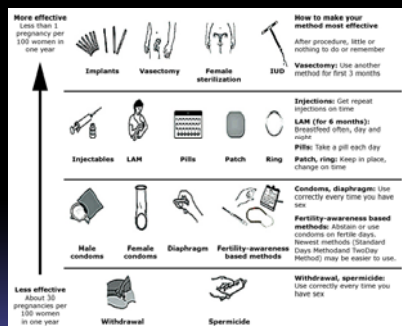 More effective
Less than 1
pregnancy per
100 women in
one year
Implants
Vasectomy
Female
sterilization
IUD
How to make your
method most effective
After procedure, little or
nothing to do or remember
Vasectomy: Use another
method for first 3 months
Injectables
LAM
Pills
Patch
Ring
Injections: Get repeat
injections on time
LAM (for 6 months):
Breastfeed often, day and
night
Pills: Take a pill each day
Patch, ring: Keep in place,
change on time
Male
condoms
Female
condoms
Diaphragm
Fertility-awareness
based methods
Condoms, diaphragm: Use
correctly every time you have
sex
Fertility-awareness based
methods: Abstain or use
condoms on fertile days.
Newest methods (Standard
Days Methodand TwoDay
Method) may be easier to use.
Less effective
About 30
pregnancies per
100 women
in one year
Withdrawal
Spermicide
Withdrawal, spermicide:
Use correctly every time you
have sex